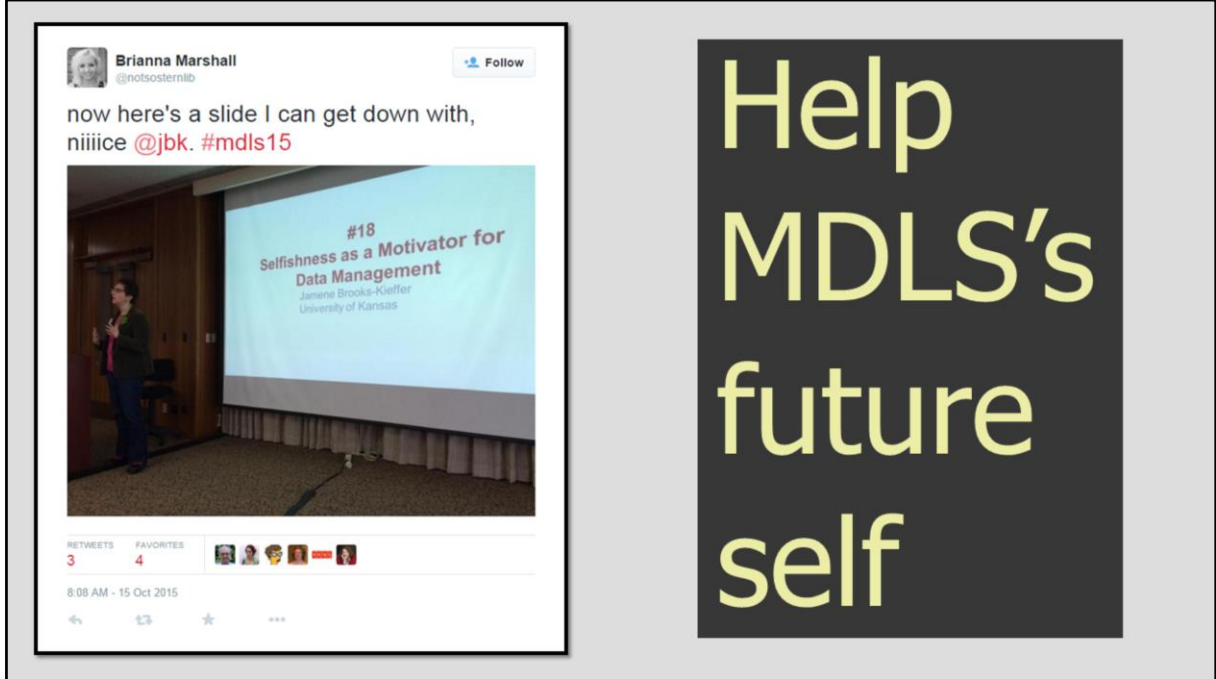 Brianna Marshall
@notsosternlib
Follow
now here's a slide I can get down with,
niiiice @jbk. #mdls15
#18
Selfishness as a Motivator for
Data Management
Jamene Brooks-Kieffer
University of Kansas
RETWEETS
3
FAVORITES
4
8:08 AM - 15 Oct 2015
Help
MDLS’s
future
self